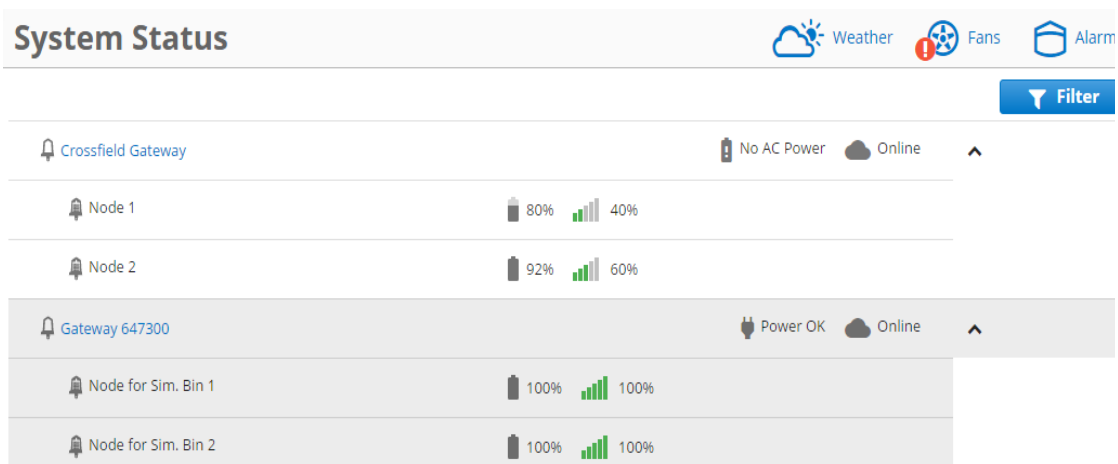 System Status Weather Fans Alarm
Filter
Crossfield Gateway No AC Power Online
Node 1 80% 40%
Node 2 92% 60%
Gateway 647300 Power OK Online
Node for Sim. Bin 1 100% 100%
Node for Sim. Bin 2 100% 100%